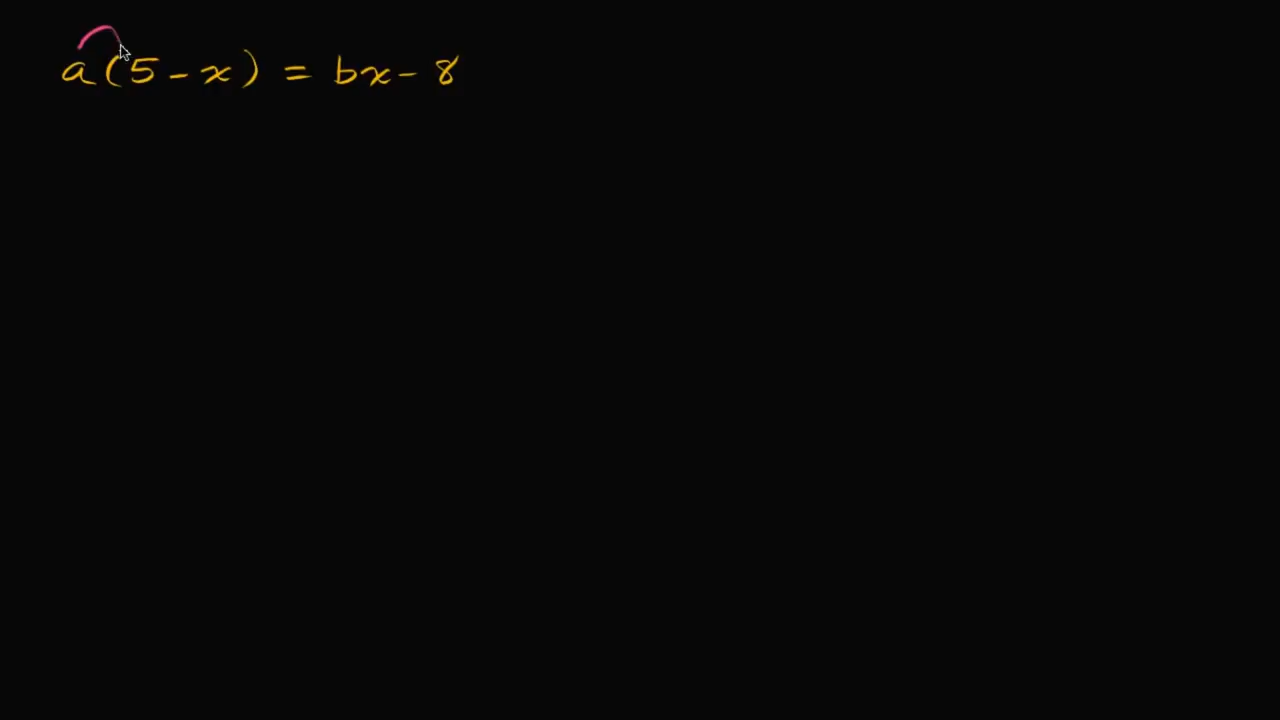 a(5-x) = bx-8